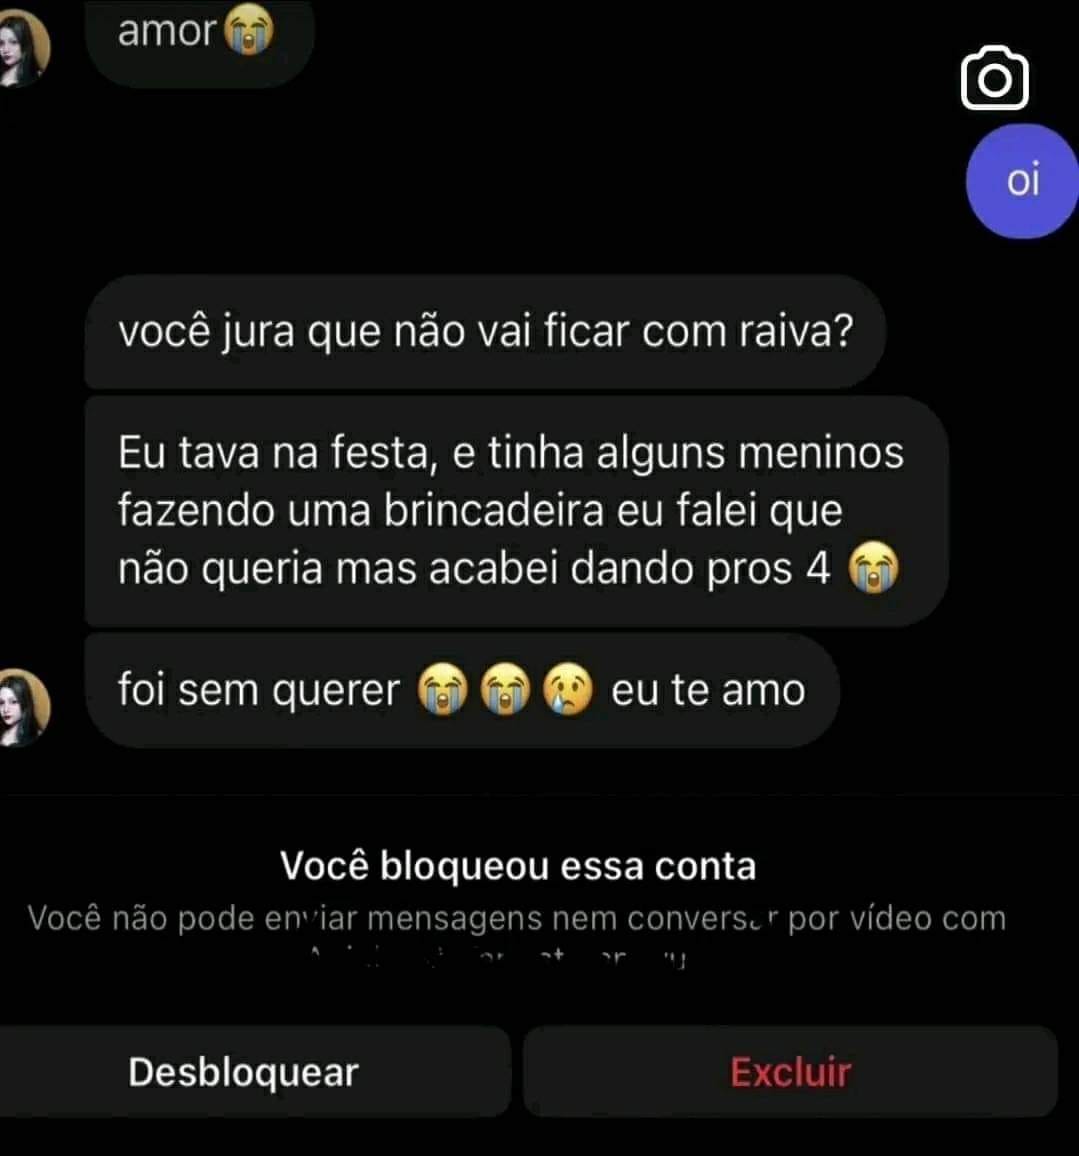 amor😭
oi
você jura que não vai ficar com raiva?
Eu tava na festa, e tinha alguns meninos
fazendo uma brincadeira eu falei que
não queria mas acabei dando pros 4 😭
foi sem querer 😭😭😢 eu te amo
Você bloqueou essa conta
Você não pode enviar mensagens nem conversar por vídeo com
Desbloquear
Excluir